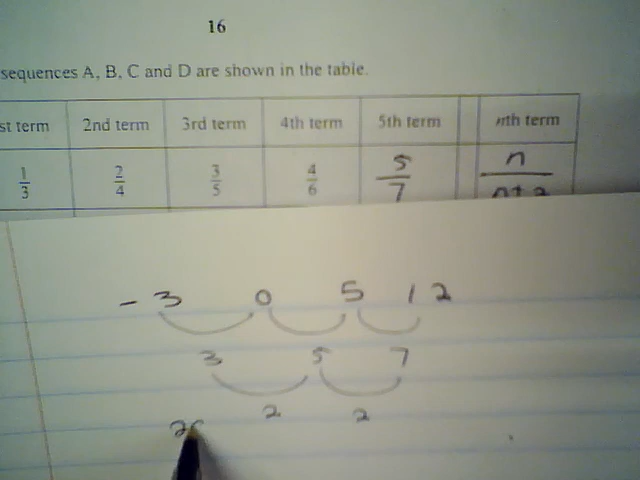 16
sequences A, B, C and D are shown in the table.
st term 2nd term 3rd term 4th term 5th term nth term
1/3 2/4 3/5 4/6 5/7 n/n+2
-3 0 5 12
3 5 7
2 2
2